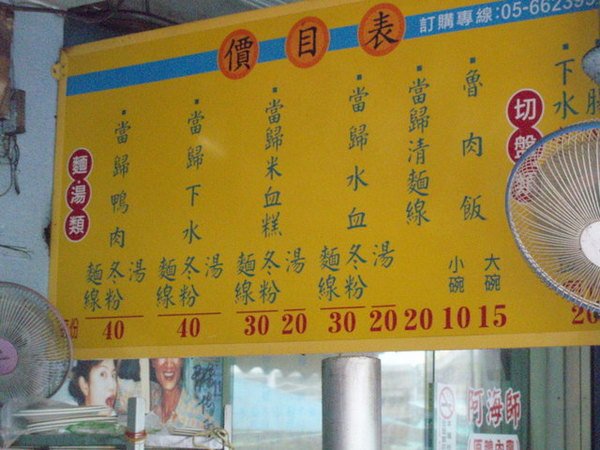 價目表
訂購專線:05-66239
麵.湯類
當歸鴨肉
麵線 冬粉 湯
40
當歸下水
麵線 冬粉 湯
40
當歸米血糕
麵線 冬粉 湯
30 20
當歸水血
麵線 冬粉 湯
30 20
當歸清麵線
20
魯肉飯
小碗 大碗
10 15
切盤類
下水
份
阿海師